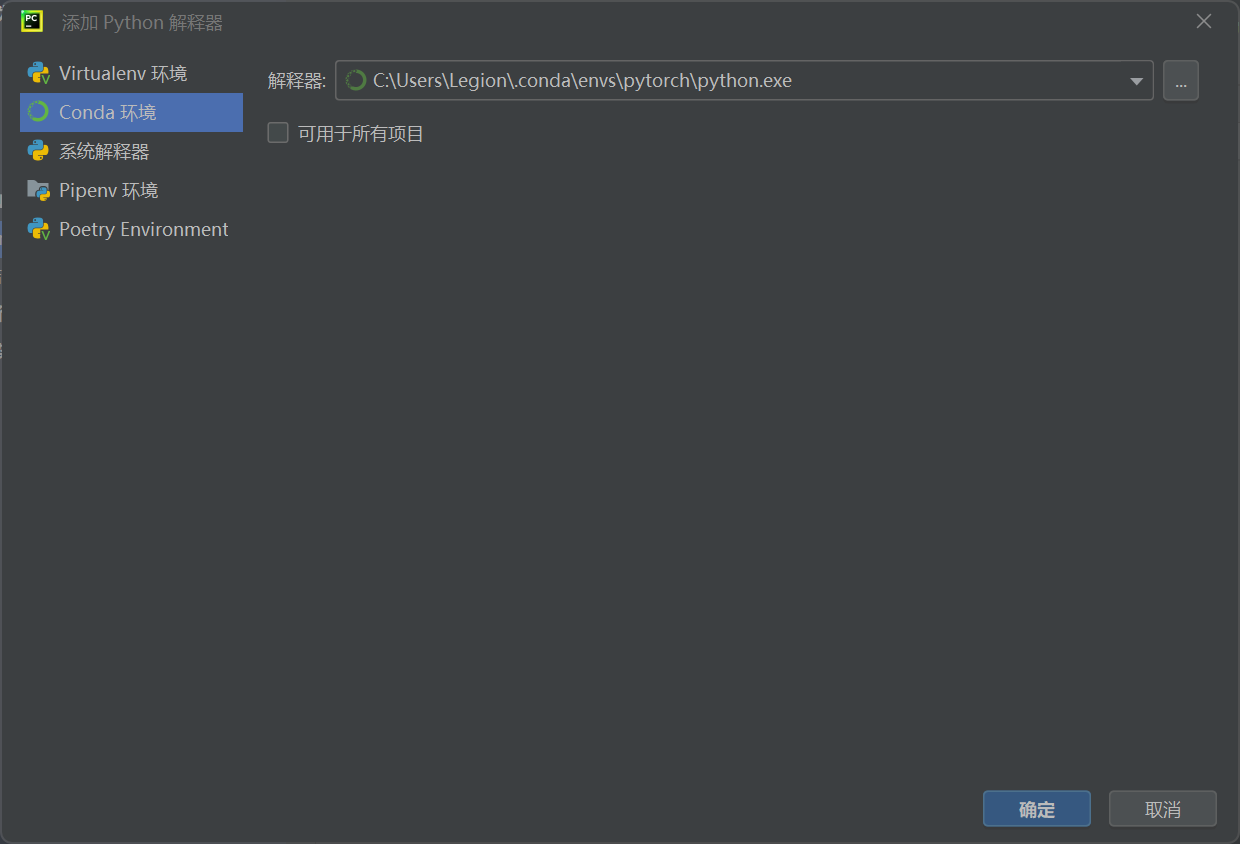 添加 Python 解释器
Virtualenv 环境
Conda 环境
系统解释器
Pipenv 环境
Poetry Environment
解释器: C:\Users\Legion\.conda\envs\pytorch\python.exe
...
可用于所有项目
确定
取消